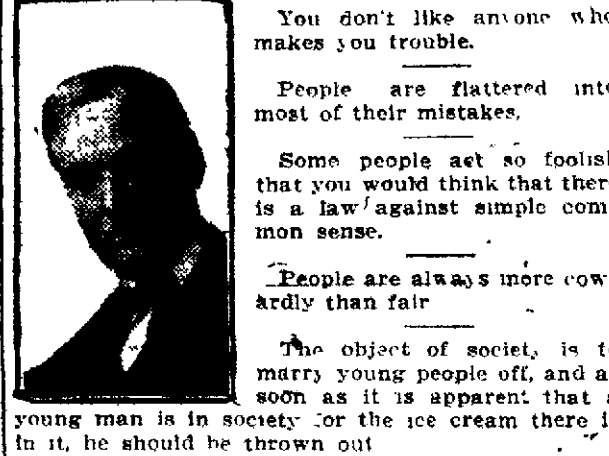 You don't like anyone who
makes you trouble.
People are flattered into
most of their mistakes.
Some people act so foolish
that you would think that there
is a law against simple com-
mon sense.
People are always more cow-
ardly than fair
The object of society is to
marry young people off, and as
soon as it is apparent that a
young man is in society for the ice cream there is
in it, he should be thrown out